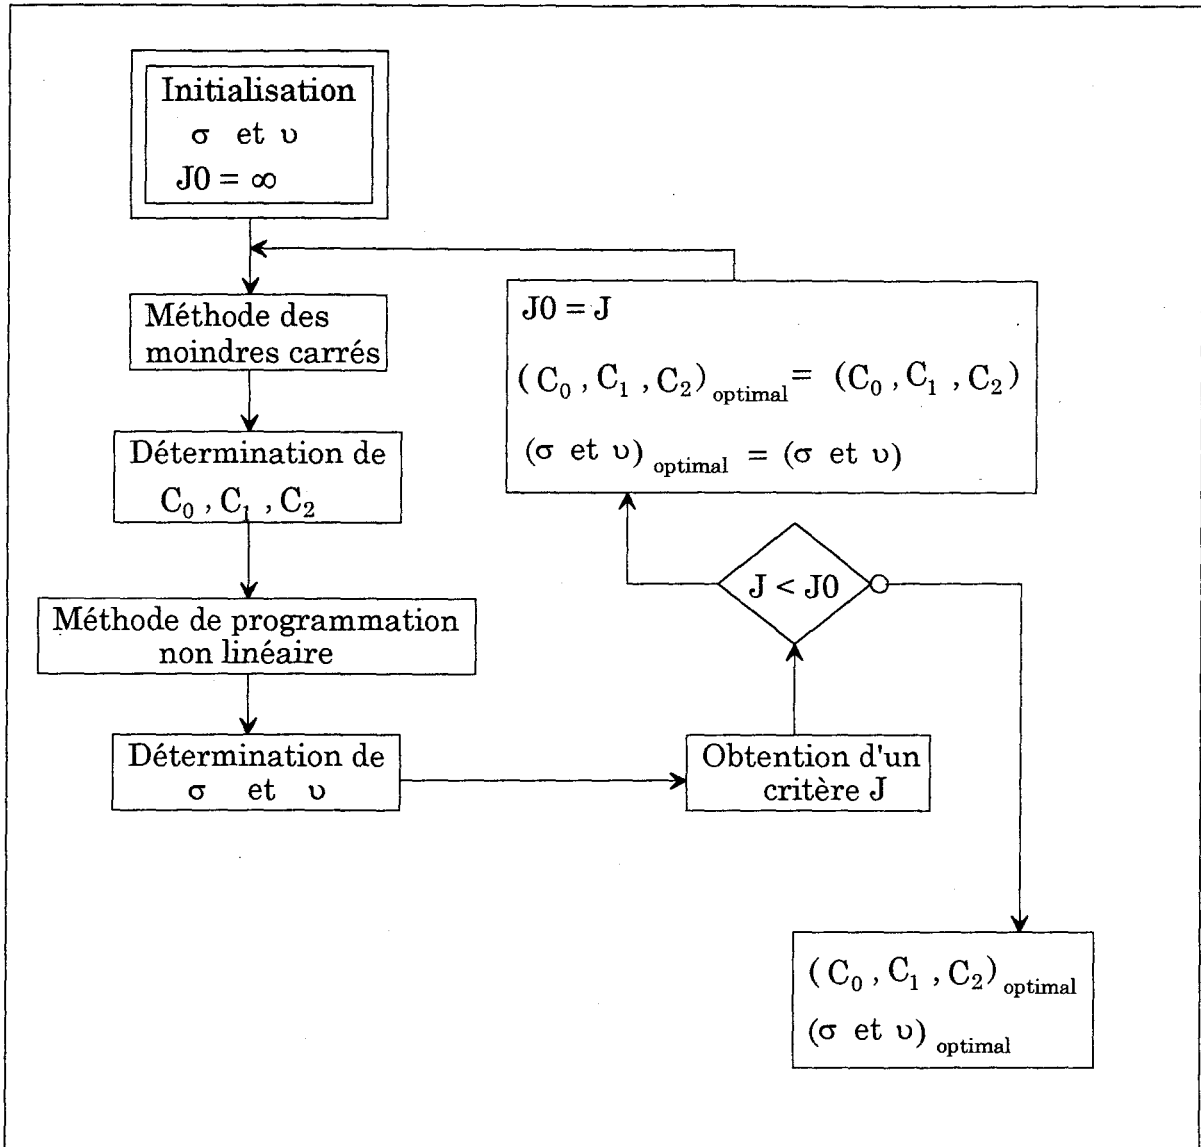 Initialisation
σ et υ
J0 = ∞
Méthode des
moindres carrés
Détermination de
C₀ , C₁ , C₂
Méthode de programmation
non linéaire
Détermination de
σ et υ
Obtention d'un
critère J
J < J0
J0 = J
(C₀ , C₁ , C₂) optimal = (C₀ , C₁ , C₂)
(σ et υ) optimal = (σ et υ)
(C₀ , C₁ , C₂) optimal
(σ et υ) optimal